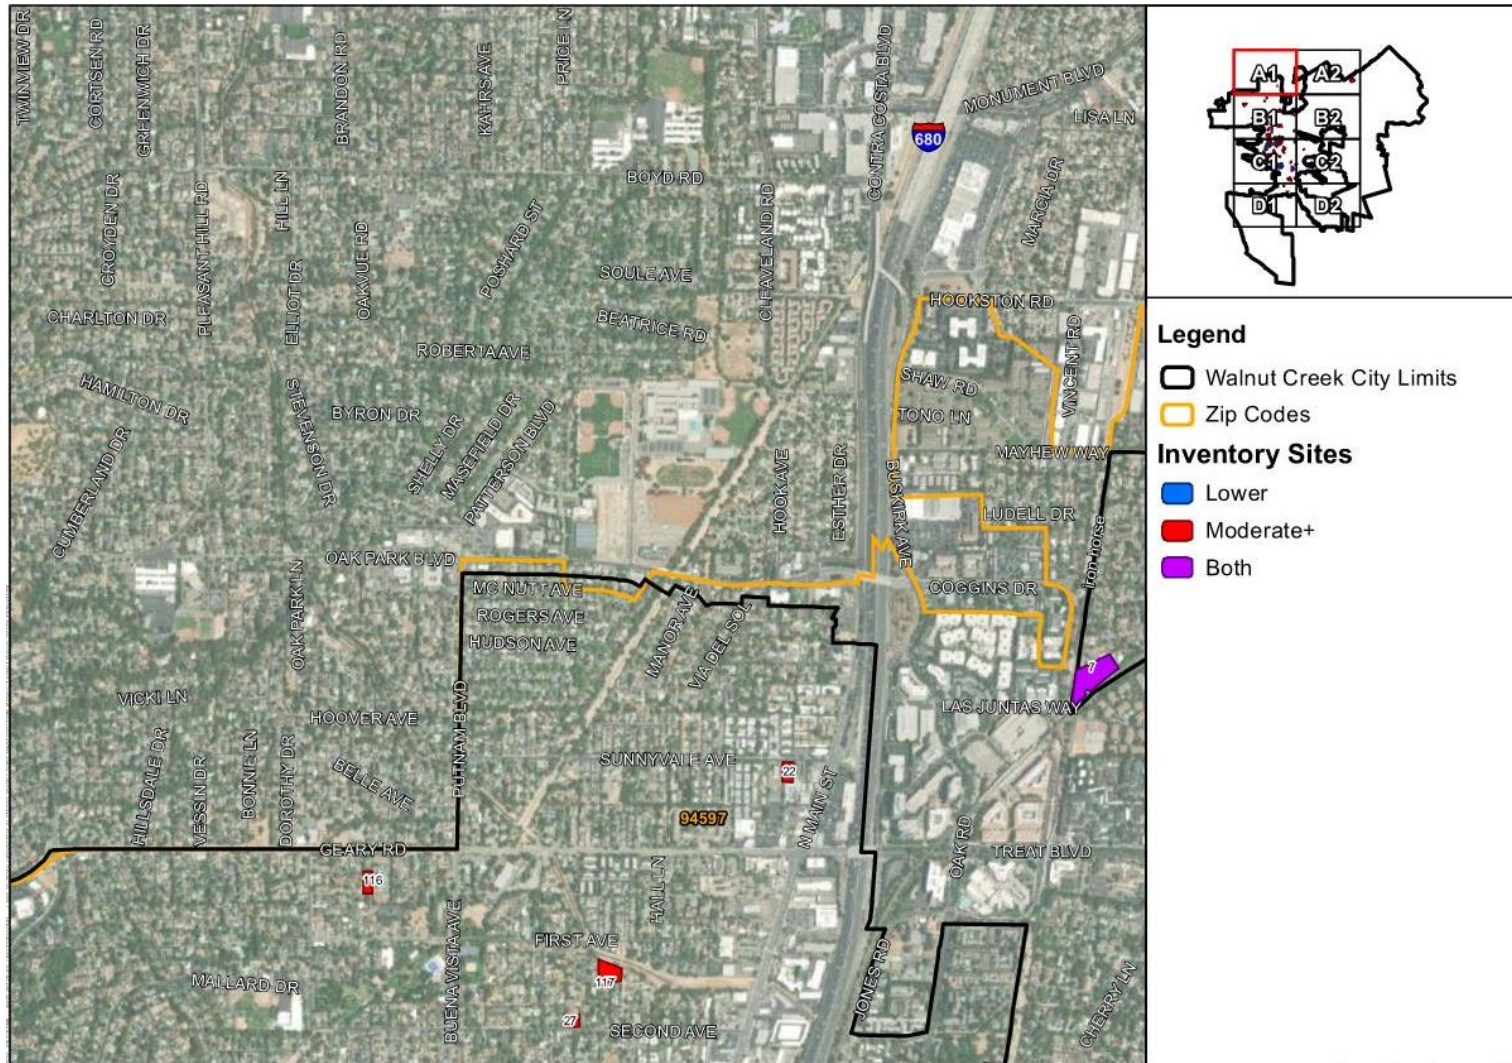 TWINVIEW DR
CORTSEN RD
GREENWICH DR
BRANDON RD
KAHRS AVE
PRICE LN
CONTRA COSTA BLVD
MONUMENT BLVD
LISA LN
680
BOYD RD
CROYDEN DR
PLEASANT HILL RD
HILL LN
OAKVUE RD
POSHARD ST
CLEAVELAND RD
MARCIA DR
SOULE AVE
ELLIOT DR
CHARLTON DR
BEATRICE RD
HOOKSTON RD
ROBERTA AVE
VINCENT RD
HAMILTON DR
STEVENSON DR
BYRON DR
SHELLY DR
MASEFIELD DR
PATTERSON BLVD
SHAW RD
TONO LN
MAYHEW WAY
CUMBERLAND DR
HOOK AVE
ESTHER DR
BUSKIRK AVE
LUDELL DR
iron horse
OAK PARK BLVD
OAK PARK LN
MC NUTT AVE
ROGERS AVE
HUDSON AVE
MANOR AVE
VIA DEL SOL
COGGINS DR
7
VICKI LN
HOOVER AVE
PUTNAM BLVD
LAS JUNTAS WAY
HILLSDALE DR
VESSIN DR
BONNIE LN
DOROTHY DR
BELLE AVE
SUNNYVALE AVE
22
N MAIN ST
94597
GEARY RD
OAK RD
TREAT BLVD
116
HALL LN
BUENA VISTA AVE
FIRST AVE
117
JONES RD
MALLARD DR
27
SECOND AVE
CHERRY LN
A1 A2
B1 B2
C1 C2
D1 D2
Legend
Walnut Creek City Limits
Zip Codes
Inventory Sites
Lower
Moderate+
Both